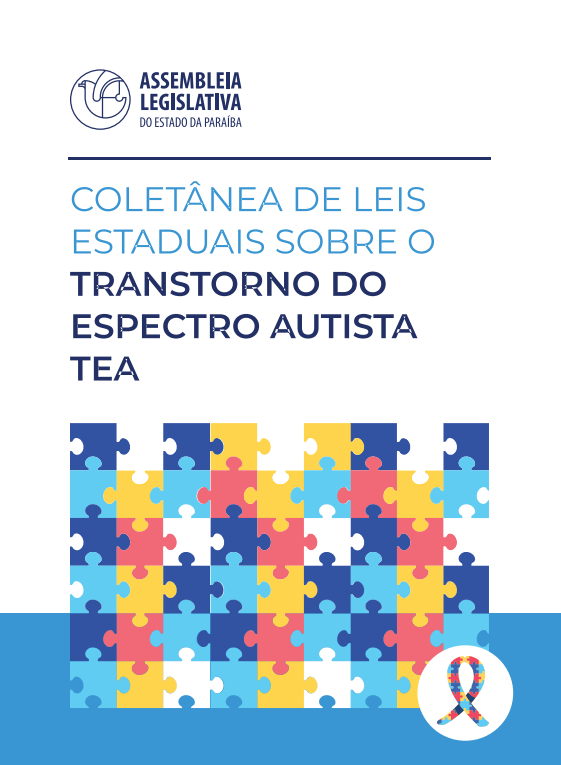 ASSEMBLEIA
LEGISLATIVA
DO ESTADO DA PARAÍBA
COLETÂNEA DE LEIS
ESTADUAIS SOBRE O
TRANSTORNO DO
ESPECTRO AUTISTA
TEA